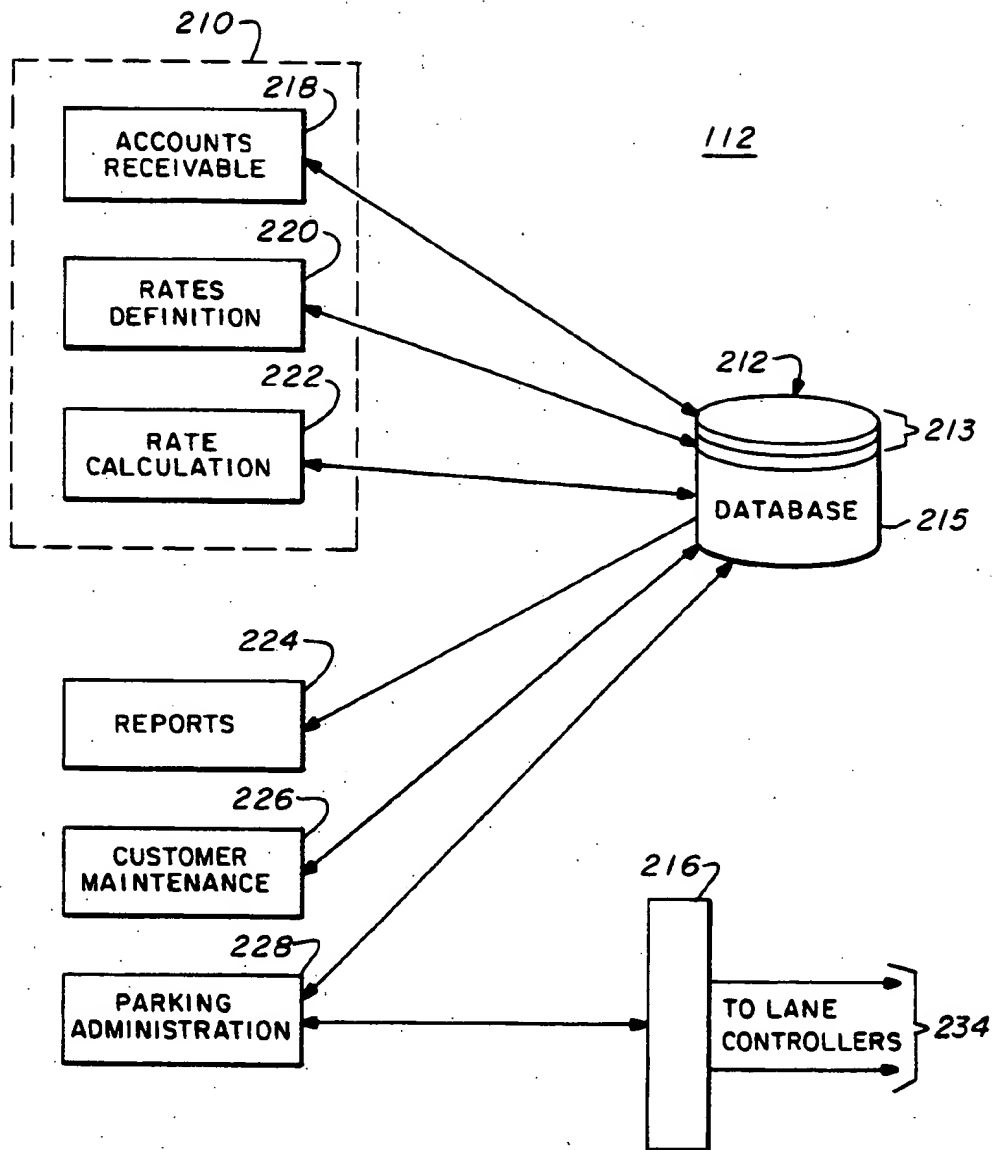 210
218
ACCOUNTS
RECEIVABLE
112
220
RATES
DEFINITION
222
RATE
CALCULATION
212
213
DATABASE
215
224
REPORTS
226
CUSTOMER
MAINTENANCE
216
228
PARKING
ADMINISTRATION
TO LANE
CONTROLLERS
234